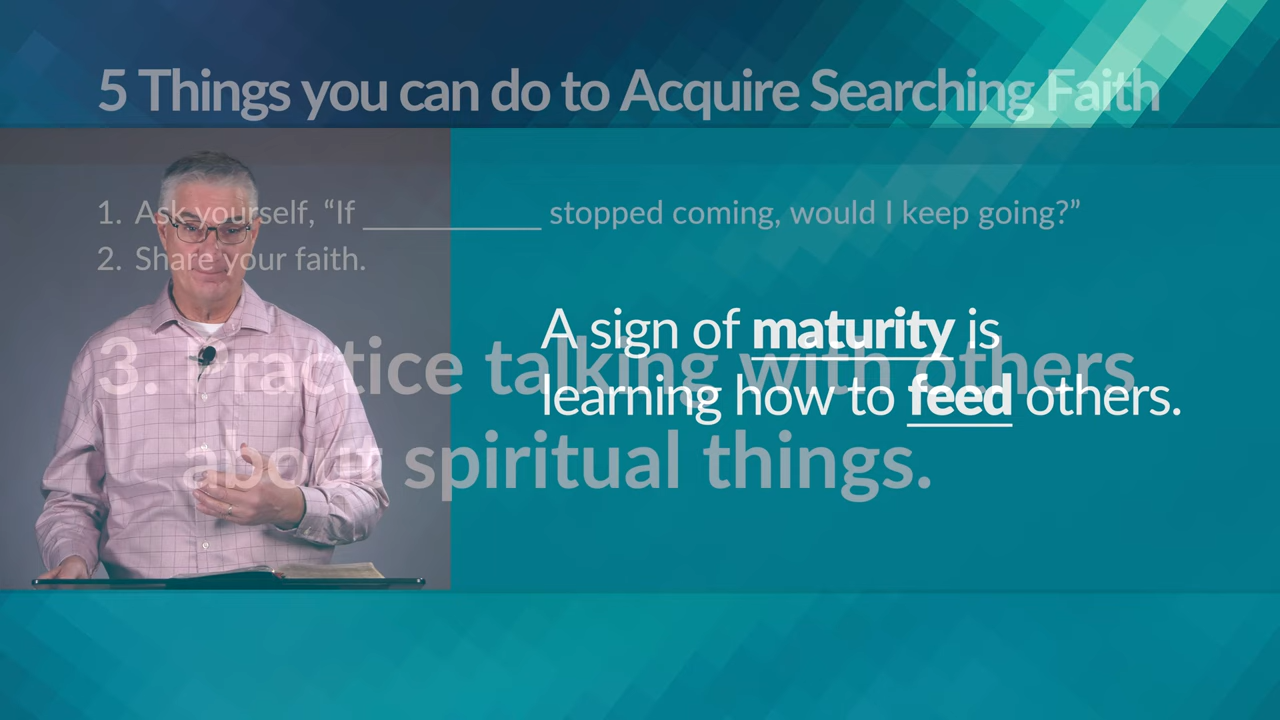 5 Things you can do to Acquire Searching Faith
1. Ask yourself, “If ___________ stopped coming, would I keep going?”
2. Share your faith.
3. Practice talking with others
about spiritual things.
A sign of maturity is
learning how to feed others.